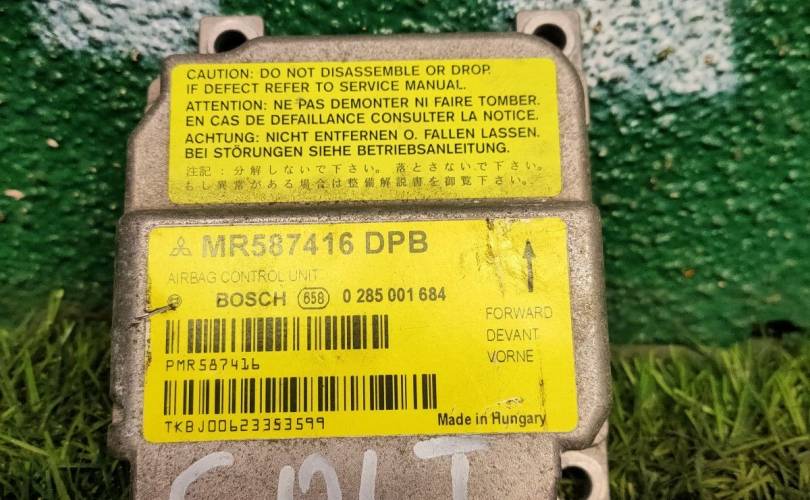 CAUTION: DO NOT DISASSEMBLE OR DROP.
IF DEFECT REFER TO SERVICE MANUAL.
ATTENTION: NE PAS DEMONTER NI FAIRE TOMBER.
EN CAS DE DEFAILLANCE CONSULTER LA NOTICE.
ACHTUNG: NICHT ENTFERNEN O. FALLEN LASSEN.
BEI STÖRUNGEN SIEHE BETRIEBSANLEITUNG.
注記：分解しないで下さい。落とさないで下さい。
もし異常がある場合は整備解説書を御覧下さい。
MR587416 DPB
AIRBAG CONTROL UNIT
BOSCH 658 0 285 001 684
FORWARD
DEVANT
VORNE
PMR587416
TKBJ00623353599
Made in Hungary